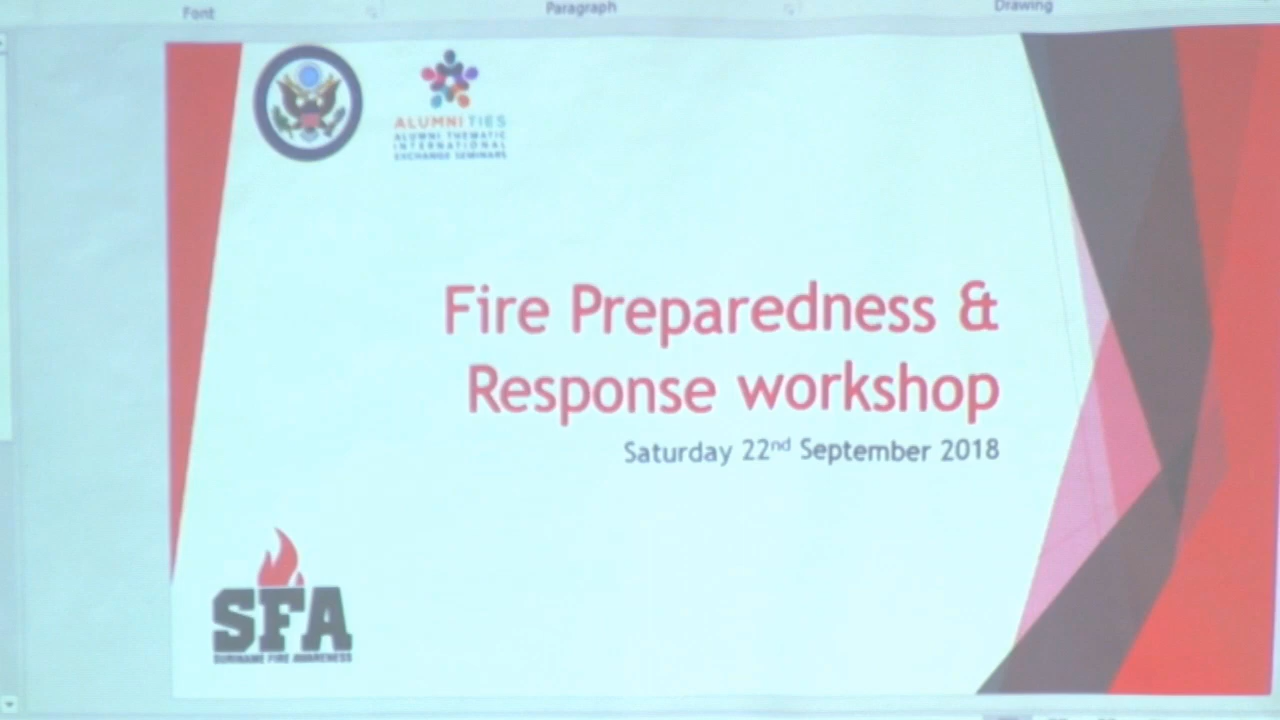 Font
Paragraph
Drawing
ALUMNI TIES
ALUMNI THEMATIC
INTERNATIONAL
EXCHANGE SEMINARS
Fire Preparedness &
Response workshop
Saturday 22nd September 2018
SFA
SURINAME FIRE AWARENESS